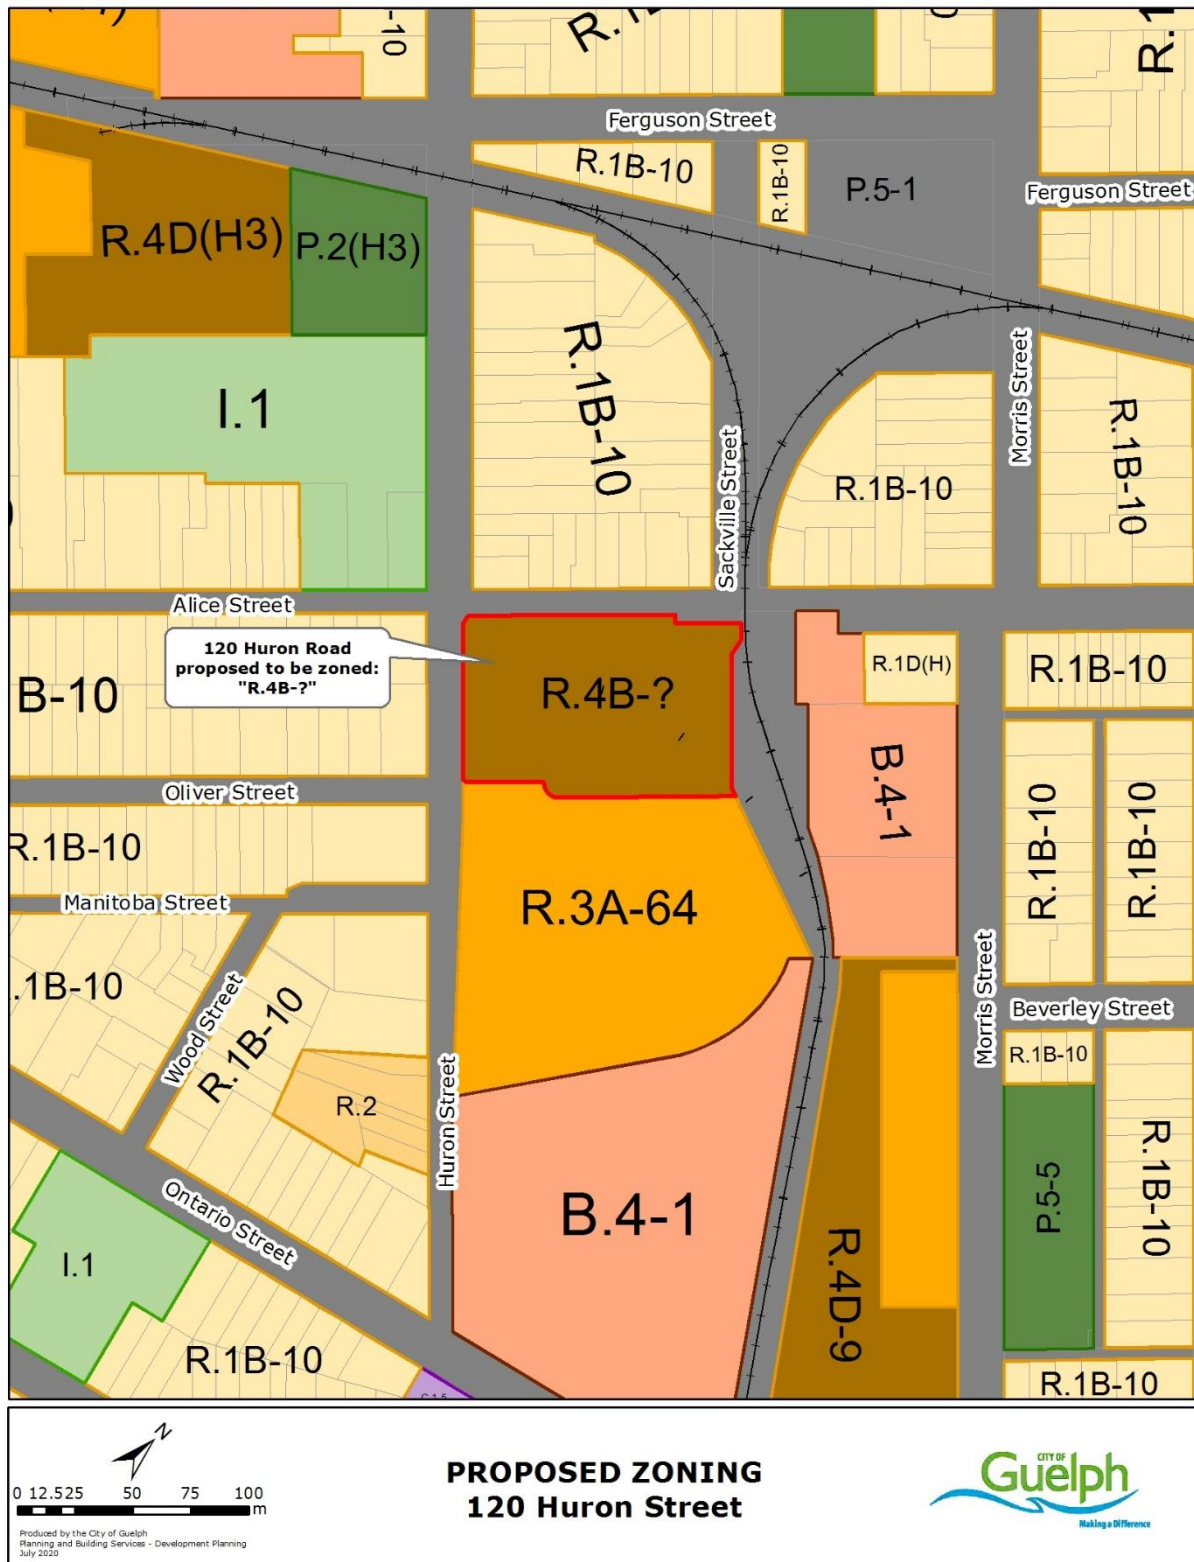 -10
R.1
R.1
Ferguson Street
R.1B-10
R.1B-10
P.5-1
Ferguson Street
R.4D(H3)
P.2(H3)
R.1B-10
I.1
Sackville Street
R.1B-10
Morris Street
R.1B-10
Alice Street
120 Huron Road
proposed to be zoned:
"R.4B-?"
R.4B-?
R.1D(H)
R.1B-10
B-10
B.4-1
Oliver Street
R.1B-10
R.1B-10
R.1B-10
R.3A-64
Manitoba Street
.1B-10
Wood Street
R.1B-10
Morris Street
Beverley Street
R.1B-10
R.2
Huron Street
P.5-5
R.1B-10
Ontario Street
B.4-1
R.4D-9
I.1
R.1B-10
R.1B-10
N
0 12.525 50 75 100
m
PROPOSED ZONING
120 Huron Street
CITY OF
Guelph
Making a Difference
Produced by the City of Guelph
Planning and Building Services - Development Planning
July 2020